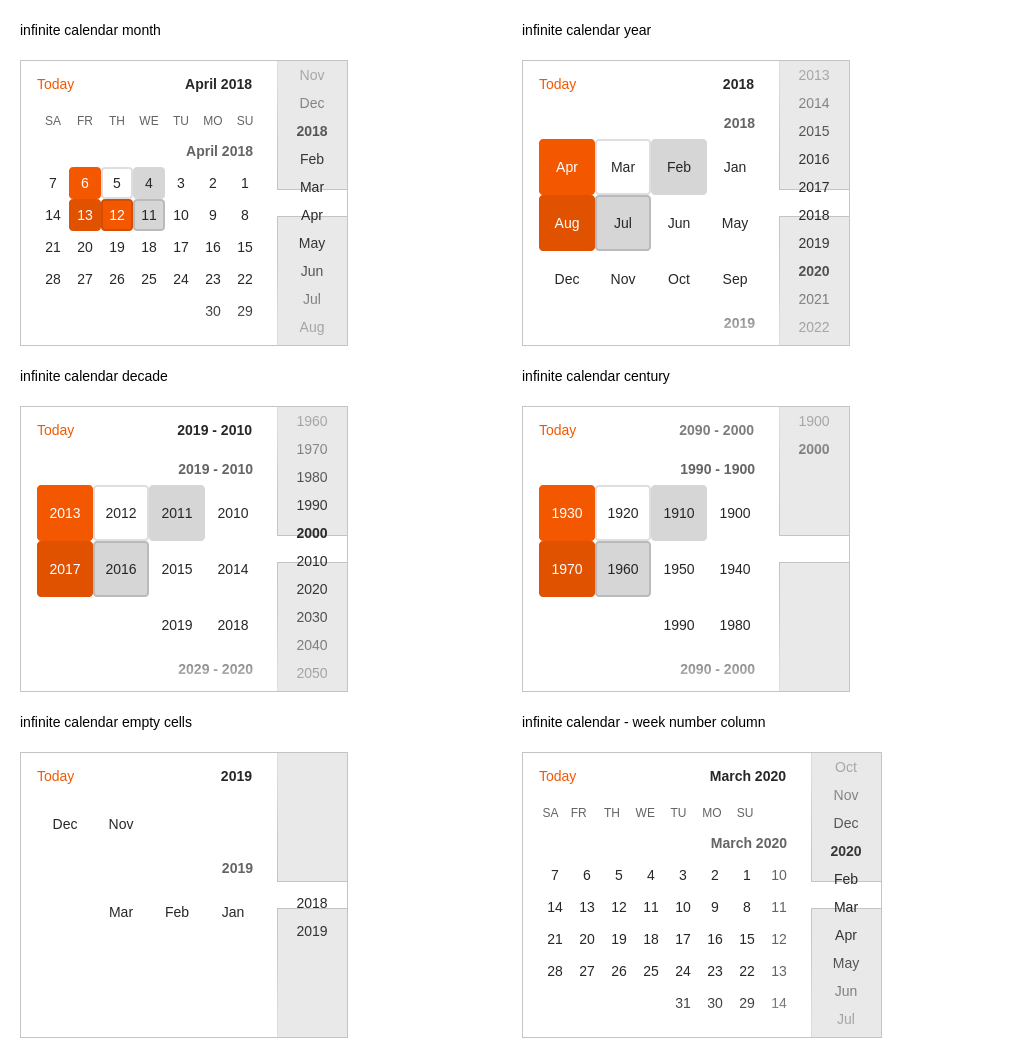 infinite calendar month
Today April 2018
SA FR TH WE TU MO SU
April 2018
7 6 5 4 3 2 1
14 13 12 11 10 9 8
21 20 19 18 17 16 15
28 27 26 25 24 23 22
30 29
Nov
Dec
2018
Feb
Mar
Apr
May
Jun
Jul
Aug
infinite calendar year
Today 2018
2018
Apr Mar Feb Jan
Aug Jul Jun May
Dec Nov Oct Sep
2019
2013
2014
2015
2016
2017
2018
2019
2020
2021
2022
infinite calendar decade
Today 2019 - 2010
2019 - 2010
2013 2012 2011 2010
2017 2016 2015 2014
2019 2018
2029 - 2020
1960
1970
1980
1990
2000
2010
2020
2030
2040
2050
infinite calendar century
Today 2090 - 2000
1990 - 1900
1930 1920 1910 1900
1970 1960 1950 1940
1990 1980
2090 - 2000
1900
2000
infinite calendar empty cells
Today 2019
Dec Nov
2019
Mar Feb Jan
2018
2019
infinite calendar - week number column
Today March 2020
SA FR TH WE TU MO SU
March 2020
7 6 5 4 3 2 1 10
14 13 12 11 10 9 8 11
21 20 19 18 17 16 15 12
28 27 26 25 24 23 22 13
31 30 29 14
Oct
Nov
Dec
2020
Feb
Mar
Apr
May
Jun
Jul